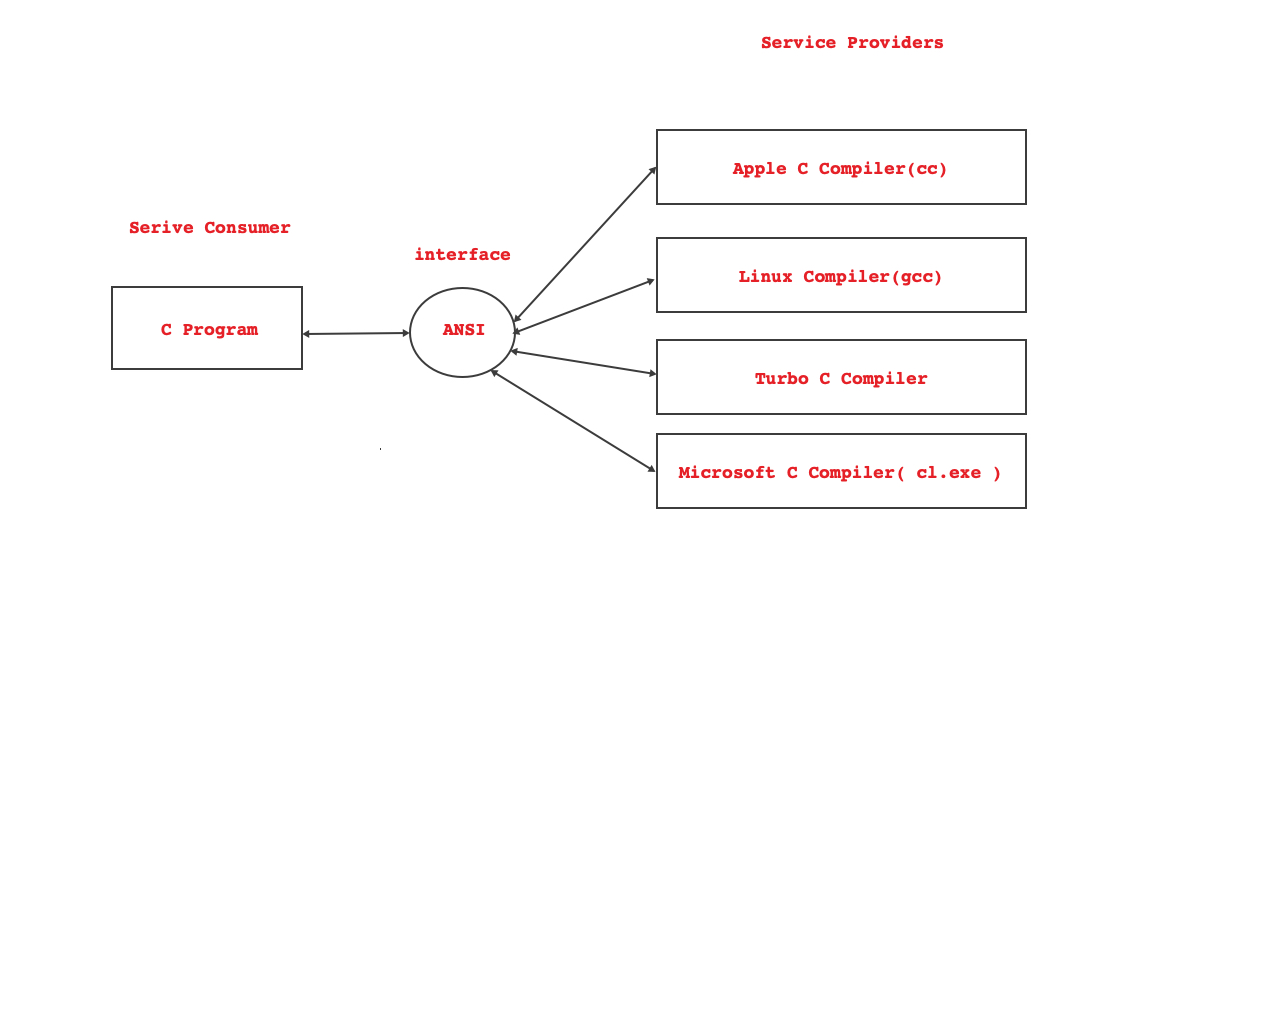 Service Providers
Apple C Compiler(cc)
Serive Consumer
interface
Linux Compiler(gcc)
C Program
ANSI
Turbo C Compiler
Microsoft C Compiler( cl.exe )